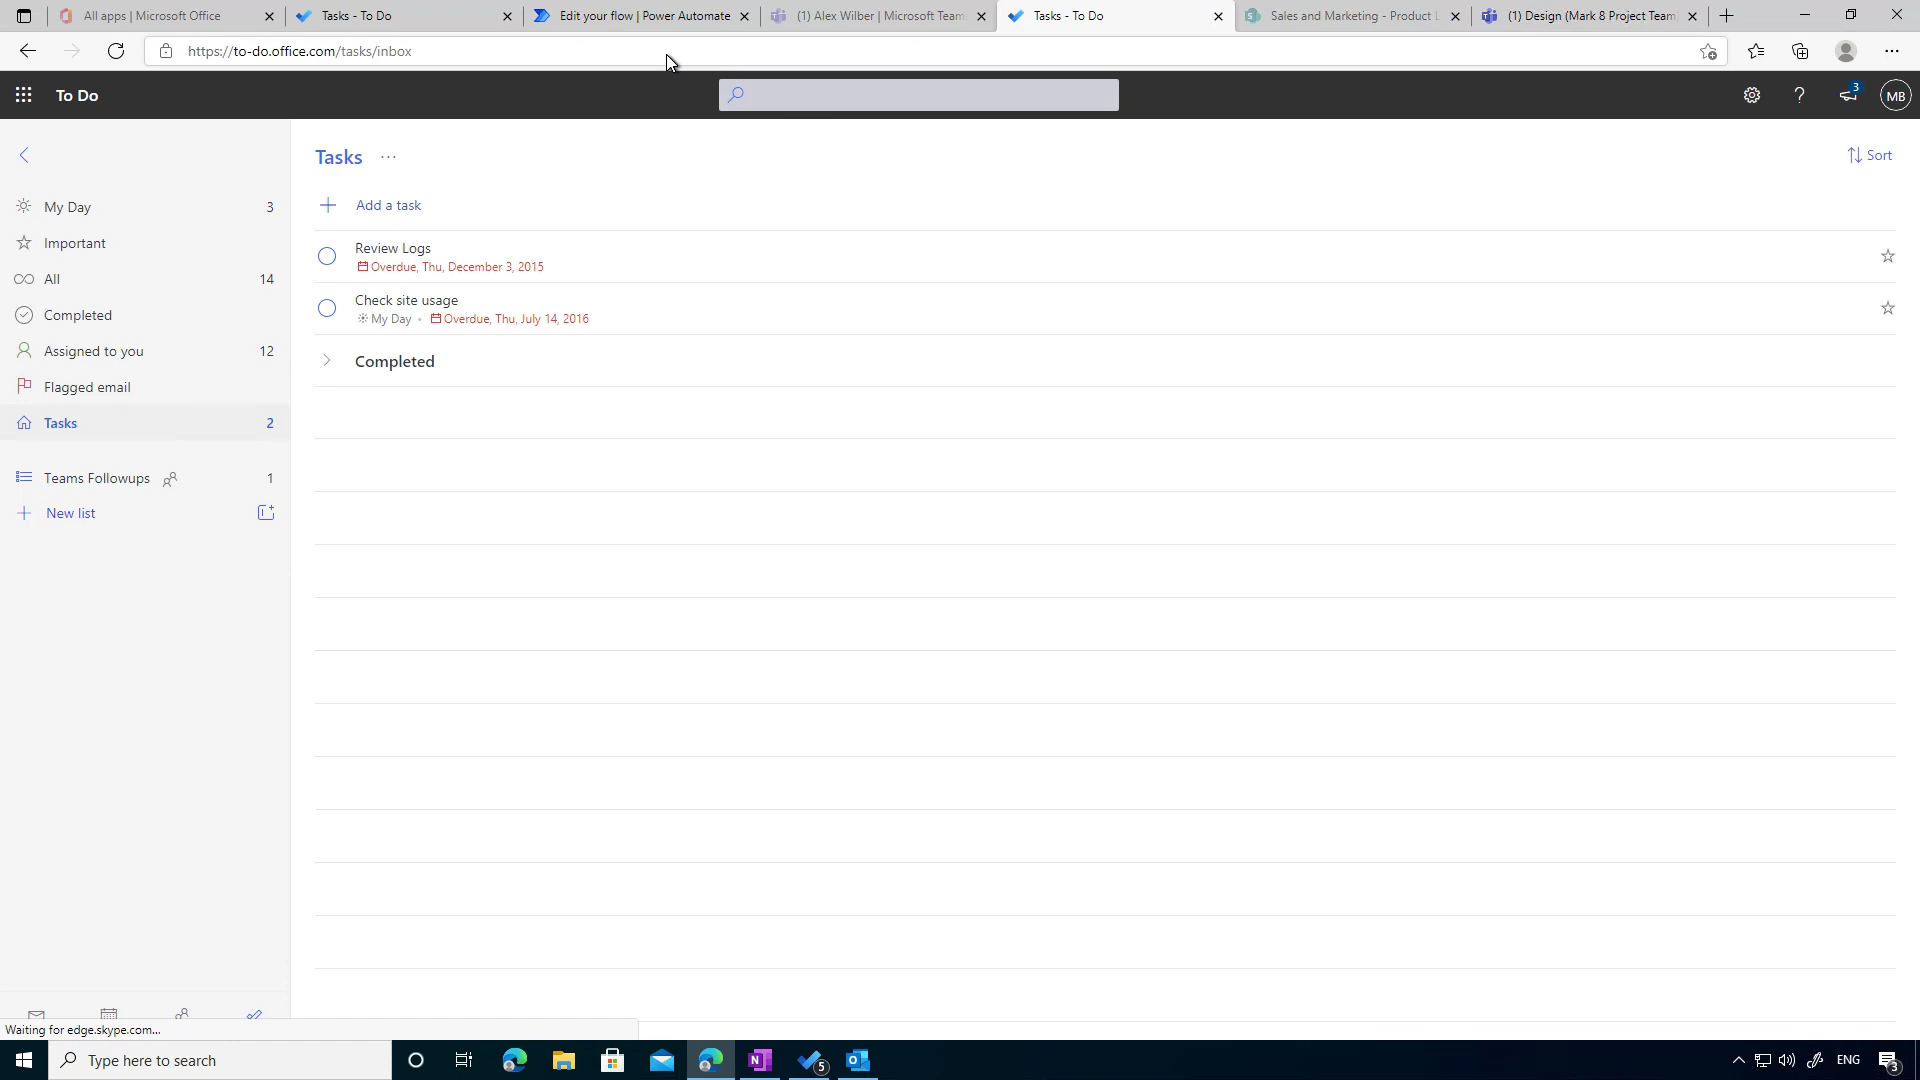 All apps | Microsoft Office
Tasks - To Do
Edit your flow | Power Automate
(1) Alex Wilber | Microsoft Team
Tasks - To Do
Sales and Marketing - Product L
(1) Design (Mark 8 Project Team
https://to-do.office.com/tasks/inbox
To Do
3
MB
Tasks
Sort
My Day 3
Add a task
Important
Review Logs
Overdue, Thu, December 3, 2015
All 14
Check site usage
My Day • Overdue, Thu, July 14, 2016
Completed
Assigned to you 12
Completed
Flagged email
Tasks 2
Teams Followups 1
New list
Waiting for edge.skype.com...
Type here to search
5
ENG
3